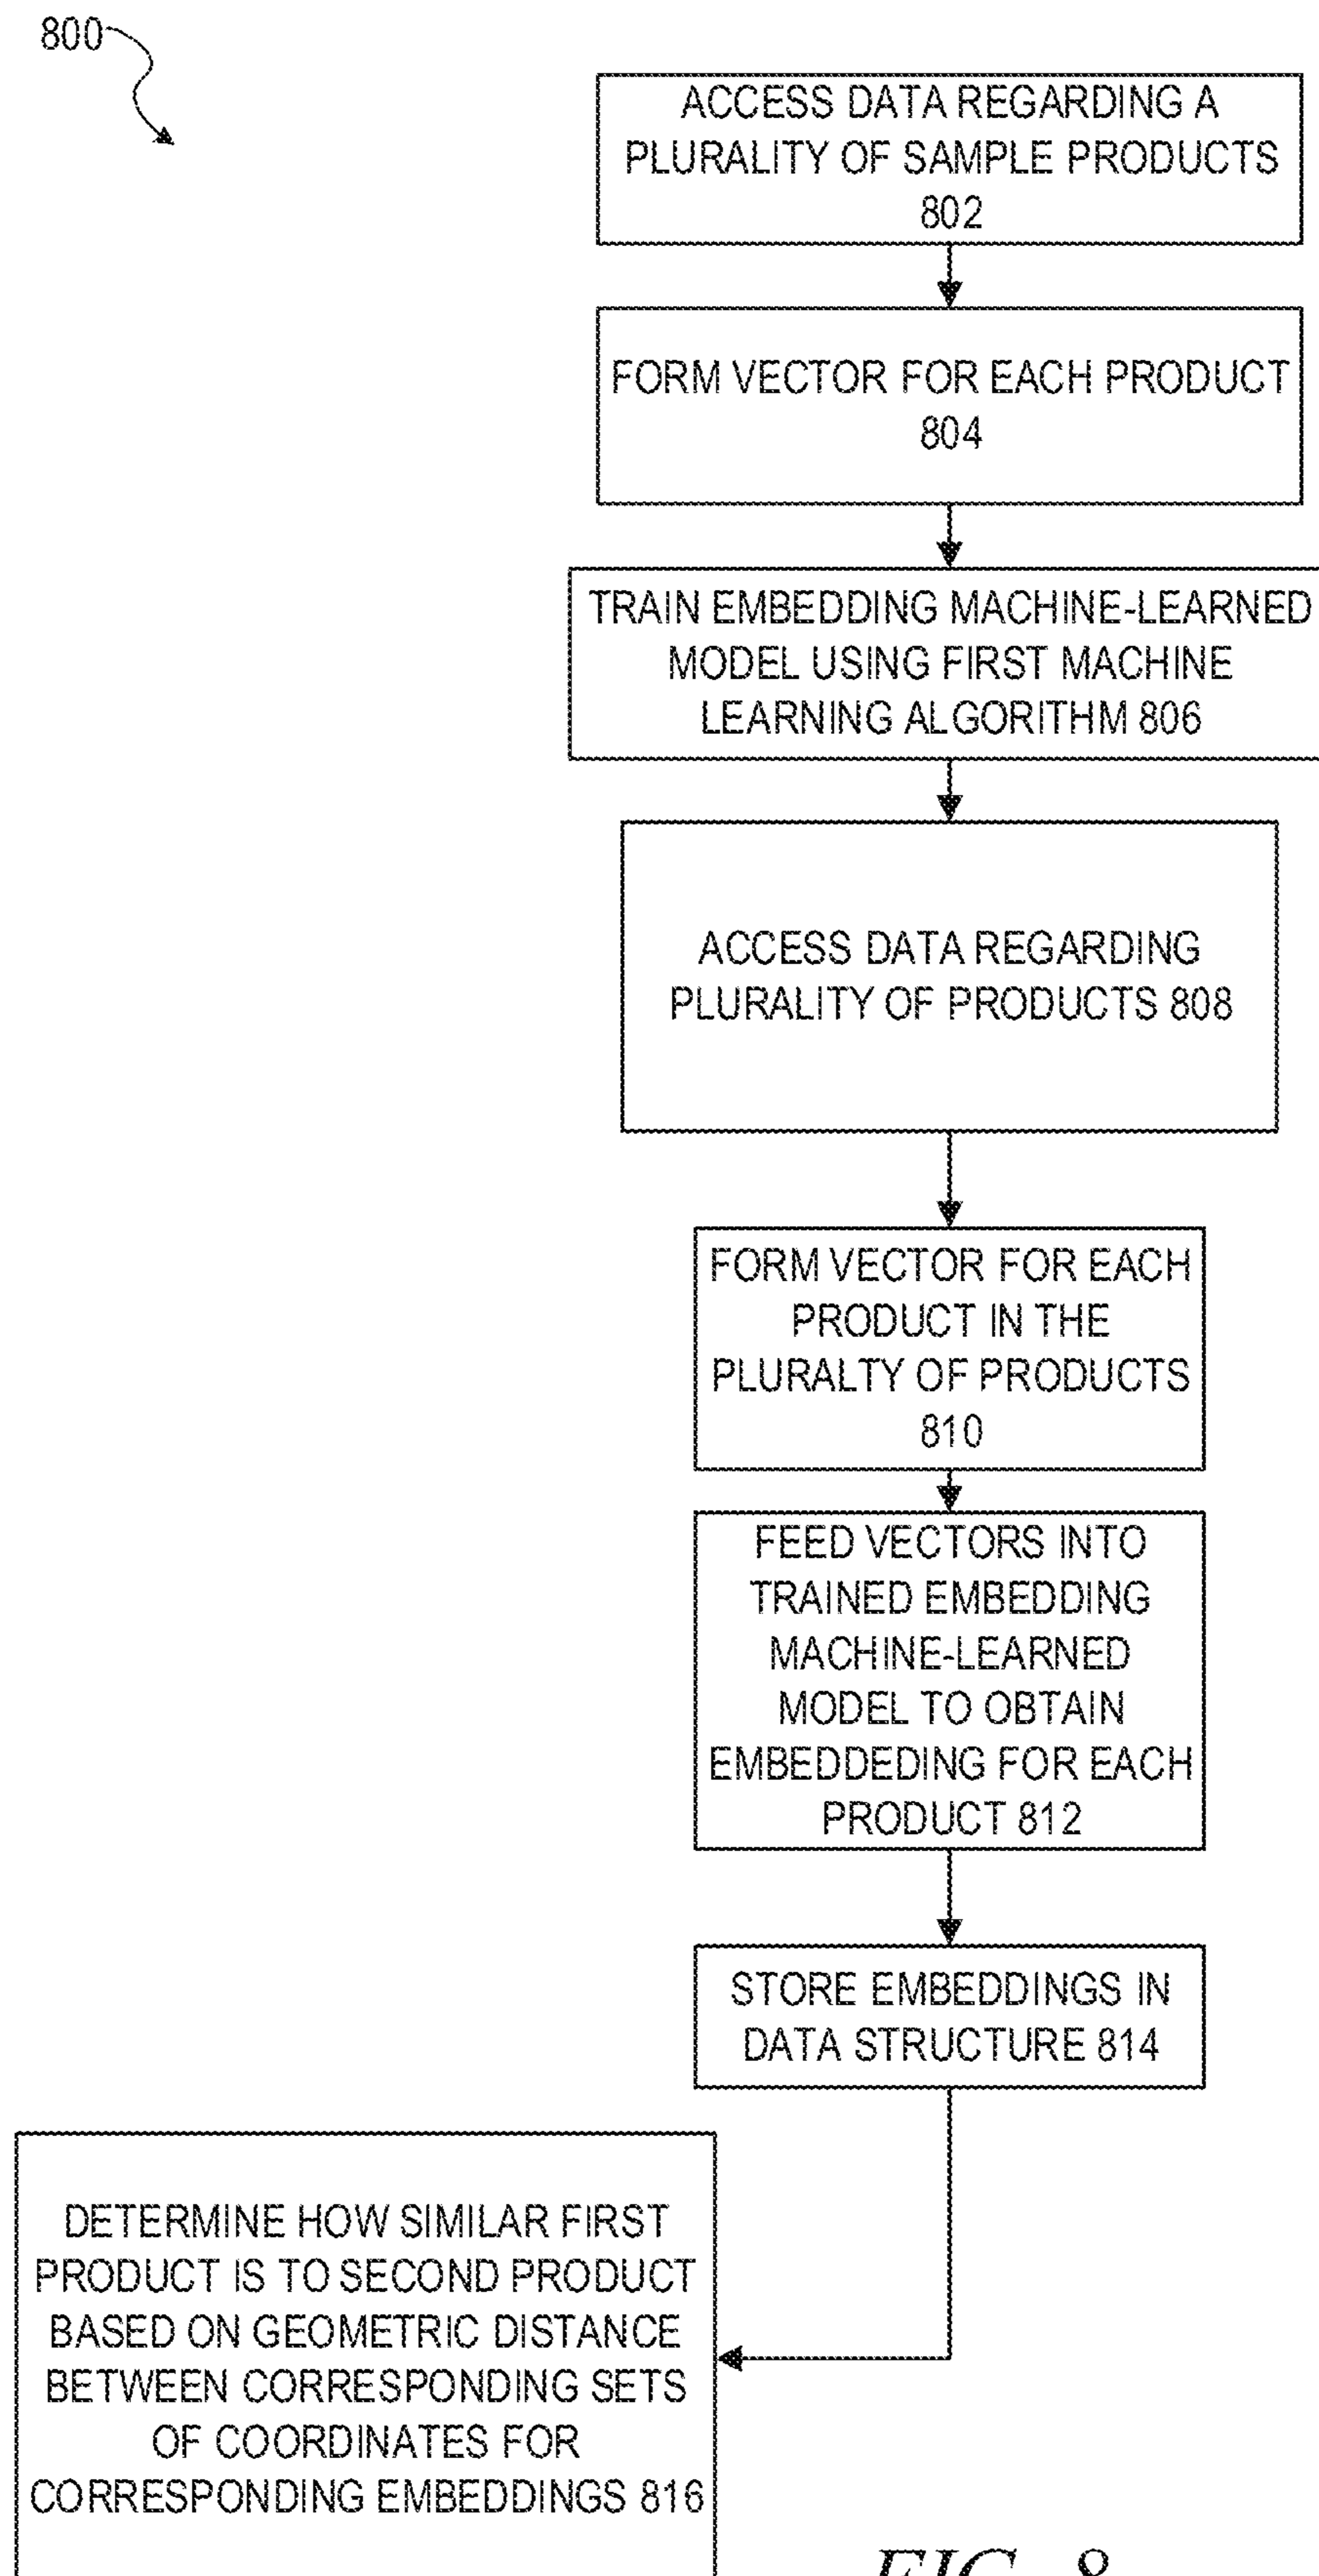 800
ACCESS DATA REGARDING A
PLURALITY OF SAMPLE PRODUCTS
802
FORM VECTOR FOR EACH PRODUCT
804
TRAIN EMBEDDING MACHINE-LEARNED
MODEL USING FIRST MACHINE
LEARNING ALGORITHM 806
ACCESS DATA REGARDING
PLURALITY OF PRODUCTS 808
FORM VECTOR FOR EACH
PRODUCT IN THE
PLURALTY OF PRODUCTS
810
FEED VECTORS INTO
TRAINED EMBEDDING
MACHINE-LEARNED
MODEL TO OBTAIN
EMBEDDEDING FOR EACH
PRODUCT 812
STORE EMBEDDINGS IN
DATA STRUCTURE 814
DETERMINE HOW SIMILAR FIRST
PRODUCT IS TO SECOND PRODUCT
BASED ON GEOMETRIC DISTANCE
BETWEEN CORRESPONDING SETS
OF COORDINATES FOR
CORRESPONDING EMBEDDINGS 816
FIG. 8